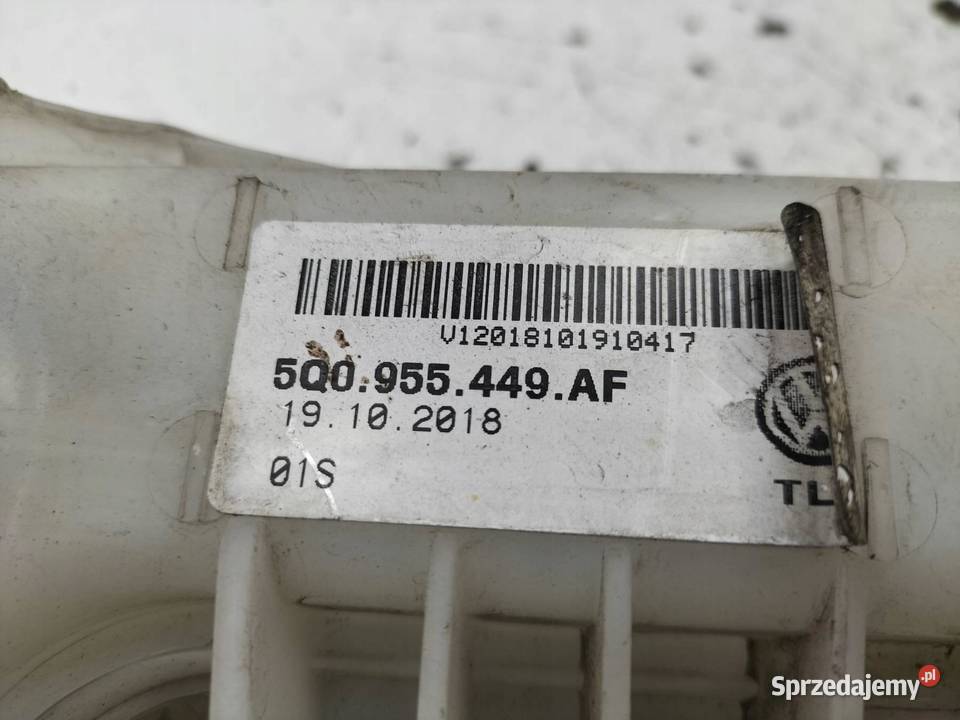 V12018101910417
5Q0.955.449.AF
19.10.2018
01S
TL
Sprzedajemy.pl